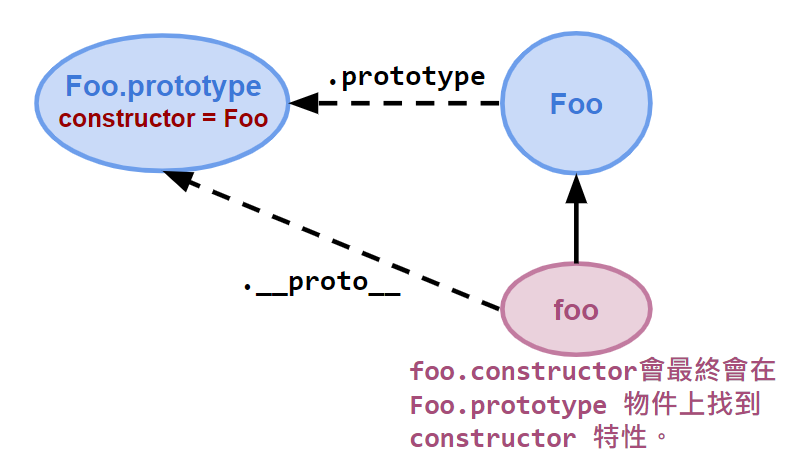 .prototype
Foo.prototype
constructor = Foo
Foo
.__proto__
foo
foo.constructor會最終會在
Foo.prototype 物件上找到
constructor 特性。